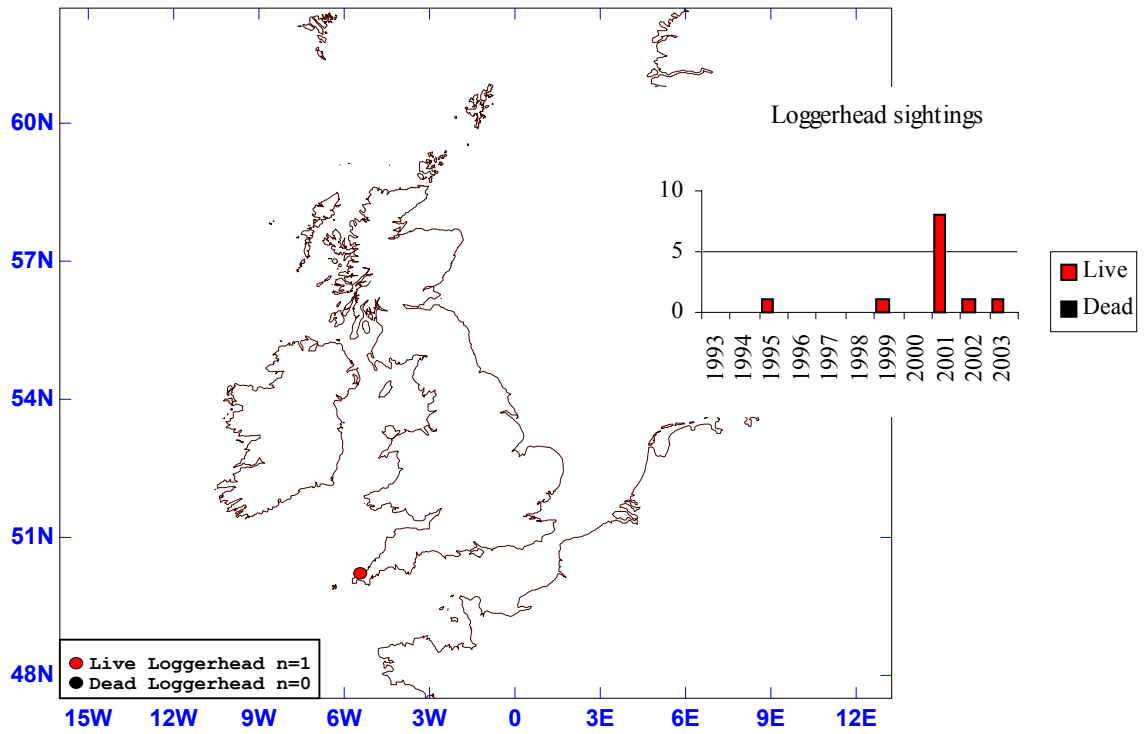 60N
57N
54N
51N
48N
15W 12W 9W 6W 3W 0 3E 6E 9E 12E
Loggerhead sightings
10
5
0
1993 1994 1995 1996 1997 1998 1999 2000 2001 2002 2003
Live
Dead
Live Loggerhead n=1
Dead Loggerhead n=0